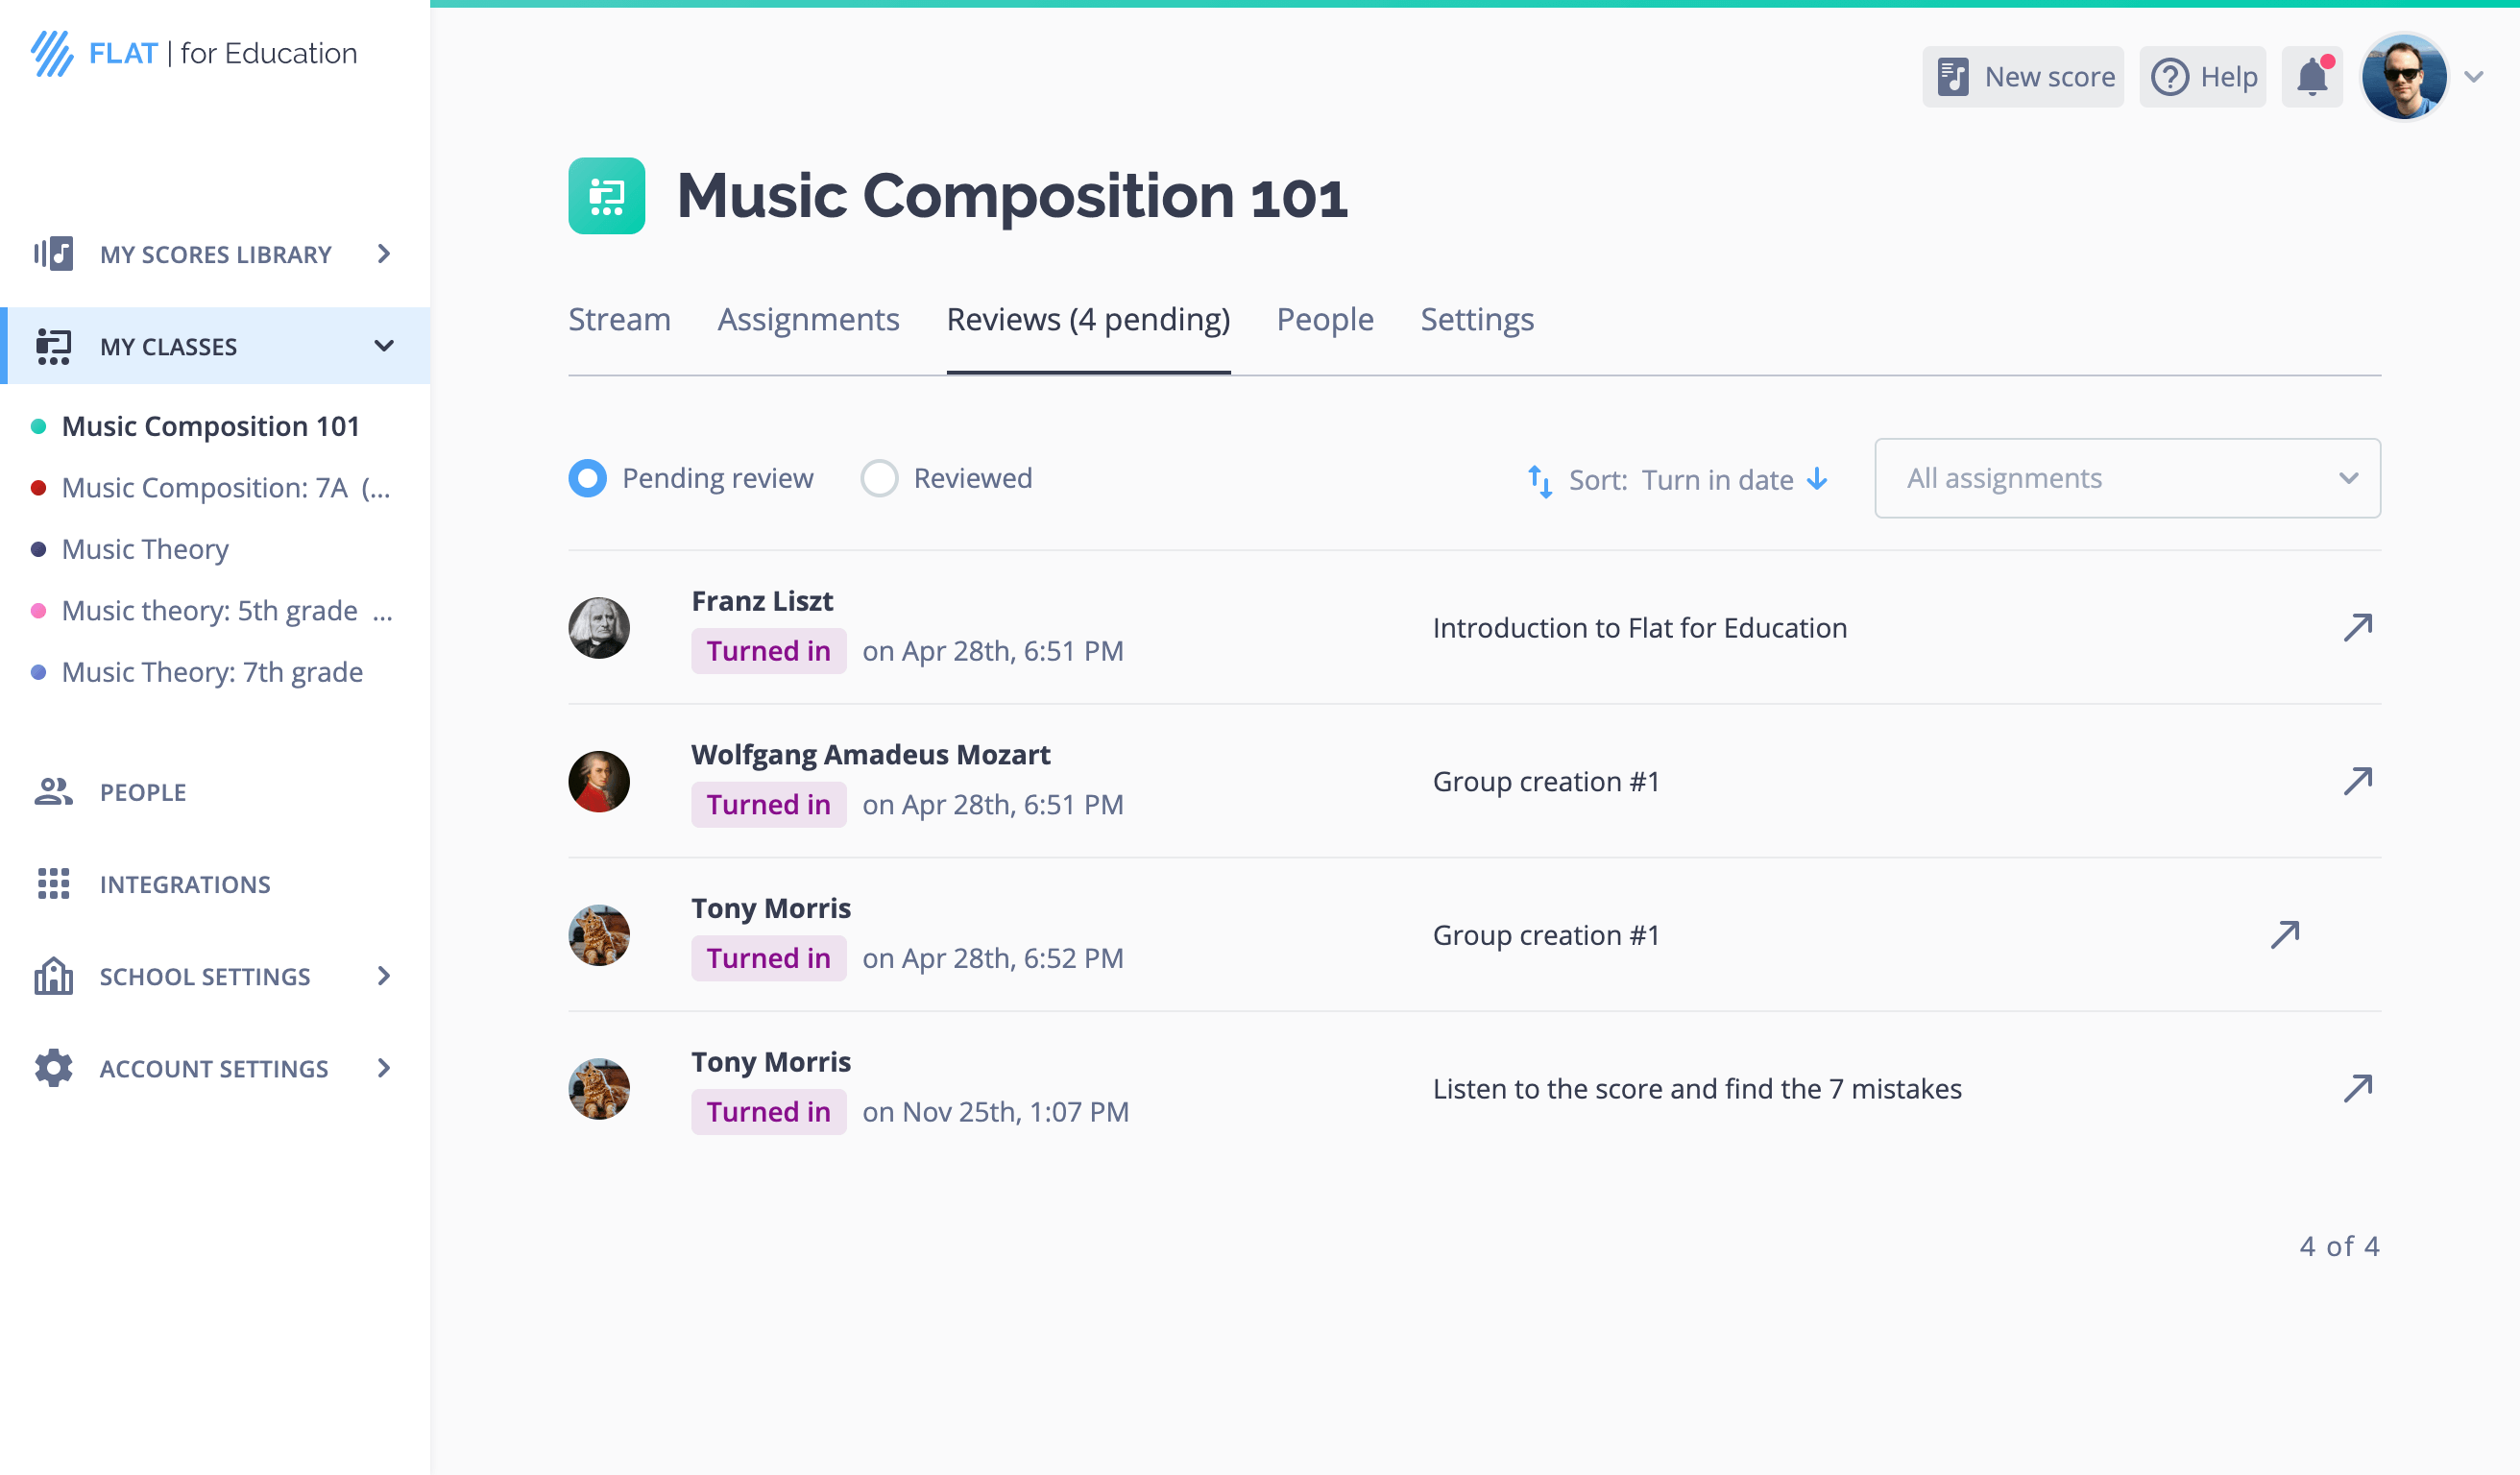 FLAT | for Education
New score
Help
Music Composition 101
MY SCORES LIBRARY
MY CLASSES
Music Composition 101
Music Composition: 7A (...
Music Theory
Music theory: 5th grade ...
Music Theory: 7th grade
PEOPLE
INTEGRATIONS
SCHOOL SETTINGS
ACCOUNT SETTINGS
Stream Assignments Reviews (4 pending) People Settings
Pending review Reviewed Sort: Turn in date All assignments
Franz Liszt
Turned in on Apr 28th, 6:51 PM
Introduction to Flat for Education
Wolfgang Amadeus Mozart
Turned in on Apr 28th, 6:51 PM
Group creation #1
Tony Morris
Turned in on Apr 28th, 6:52 PM
Group creation #1
Tony Morris
Turned in on Nov 25th, 1:07 PM
Listen to the score and find the 7 mistakes
4 of 4